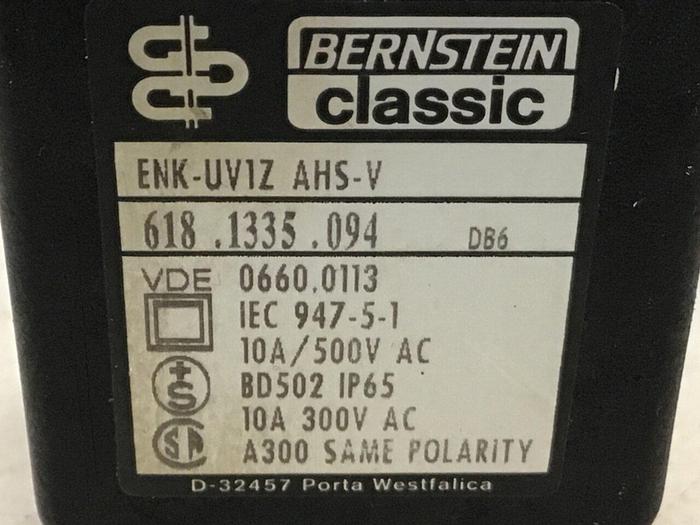 BERNSTEIN
classic
ENK-UV1Z AHS-V
618.1335.094 DB6
VDE 0660.0113
IEC 947-5-1
10A/500V AC
+S BD502 IP65
10A 300V AC
SA A300 SAME POLARITY
D-32457 Porta Westfalica